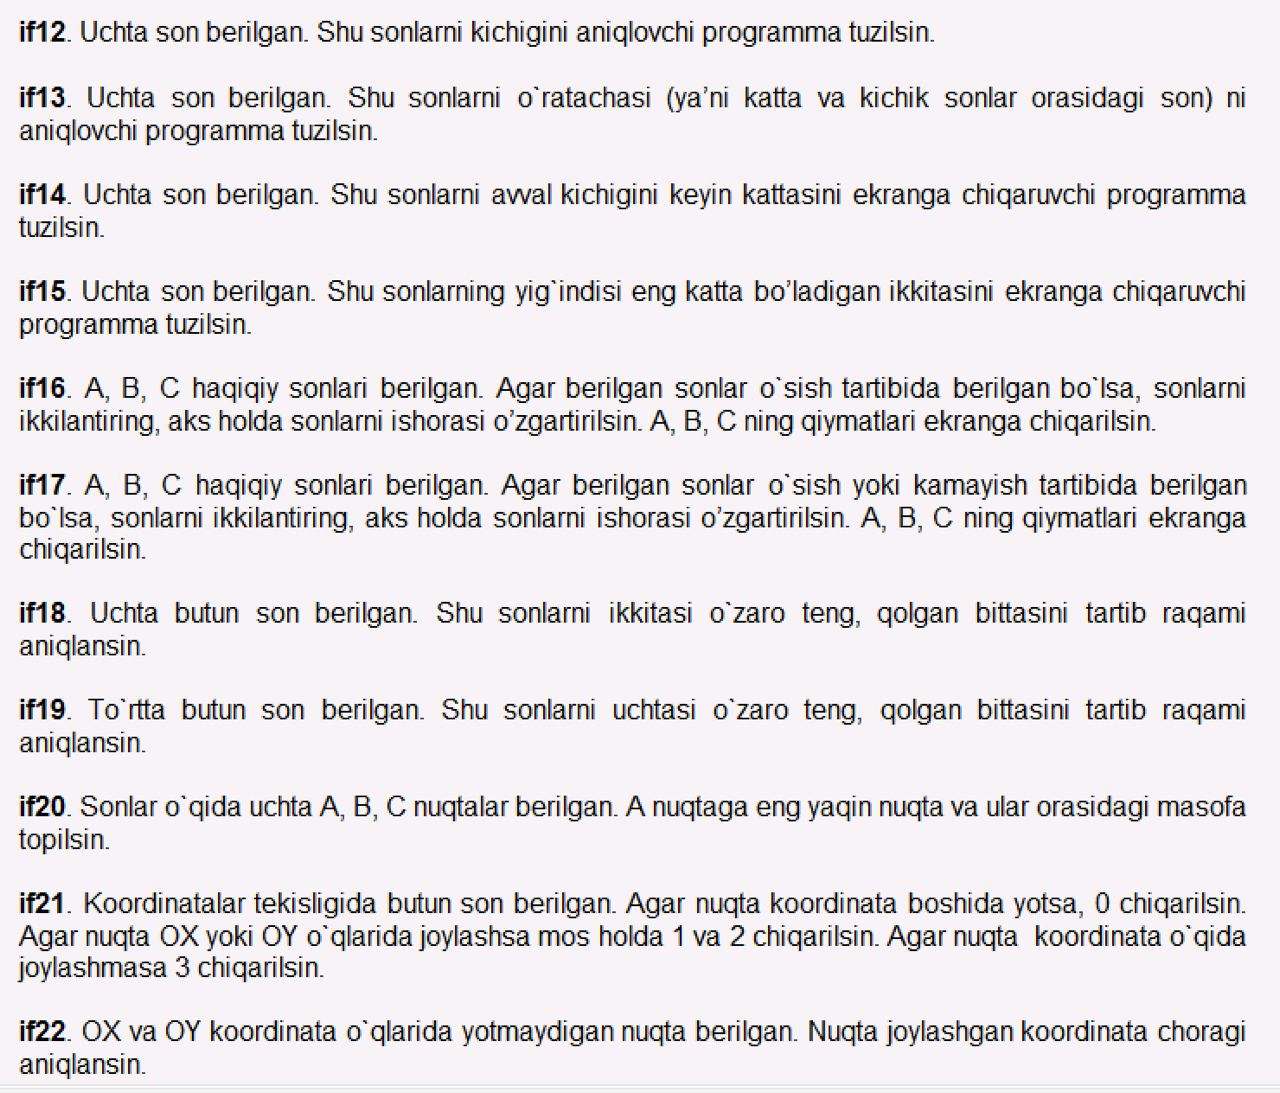 if12. Uchta son berilgan. Shu sonlarni kichigini aniqlovchi programma tuzilsin.
if13. Uchta son berilgan. Shu sonlarni o`ratachasi (ya’ni katta va kichik sonlar orasidagi son) ni
aniqlovchi programma tuzilsin.
if14. Uchta son berilgan. Shu sonlarni avval kichigini keyin kattasini ekranga chiqaruvchi programma
tuzilsin.
if15. Uchta son berilgan. Shu sonlarning yig`indisi eng katta bo’ladigan ikkitasini ekranga chiqaruvchi
programma tuzilsin.
if16. A, B, C haqiqiy sonlari berilgan. Agar berilgan sonlar o`sish tartibida berilgan bo`lsa, sonlarni
ikkilantiring, aks holda sonlarni ishorasi o’zgartirilsin. A, B, C ning qiymatlari ekranga chiqarilsin.
if17. A, B, C haqiqiy sonlari berilgan. Agar berilgan sonlar o`sish yoki kamayish tartibida berilgan
bo`lsa, sonlarni ikkilantiring, aks holda sonlarni ishorasi o’zgartirilsin. A, B, C ning qiymatlari ekranga
chiqarilsin.
if18. Uchta butun son berilgan. Shu sonlarni ikkitasi o`zaro teng, qolgan bittasini tartib raqami
aniqlansin.
if19. To`rtta butun son berilgan. Shu sonlarni uchtasi o`zaro teng, qolgan bittasini tartib raqami
aniqlansin.
if20. Sonlar o`qida uchta A, B, C nuqtalar berilgan. A nuqtaga eng yaqin nuqta va ular orasidagi masofa
topilsin.
if21. Koordinatalar tekisligida butun son berilgan. Agar nuqta koordinata boshida yotsa, 0 chiqarilsin.
Agar nuqta OX yoki OY o`qlarida joylashsa mos holda 1 va 2 chiqarilsin. Agar nuqta koordinata o`qida
joylashmasa 3 chiqarilsin.
if22. OX va OY koordinata o`qlarida yotmaydigan nuqta berilgan. Nuqta joylashgan koordinata choragi
aniqlansin.